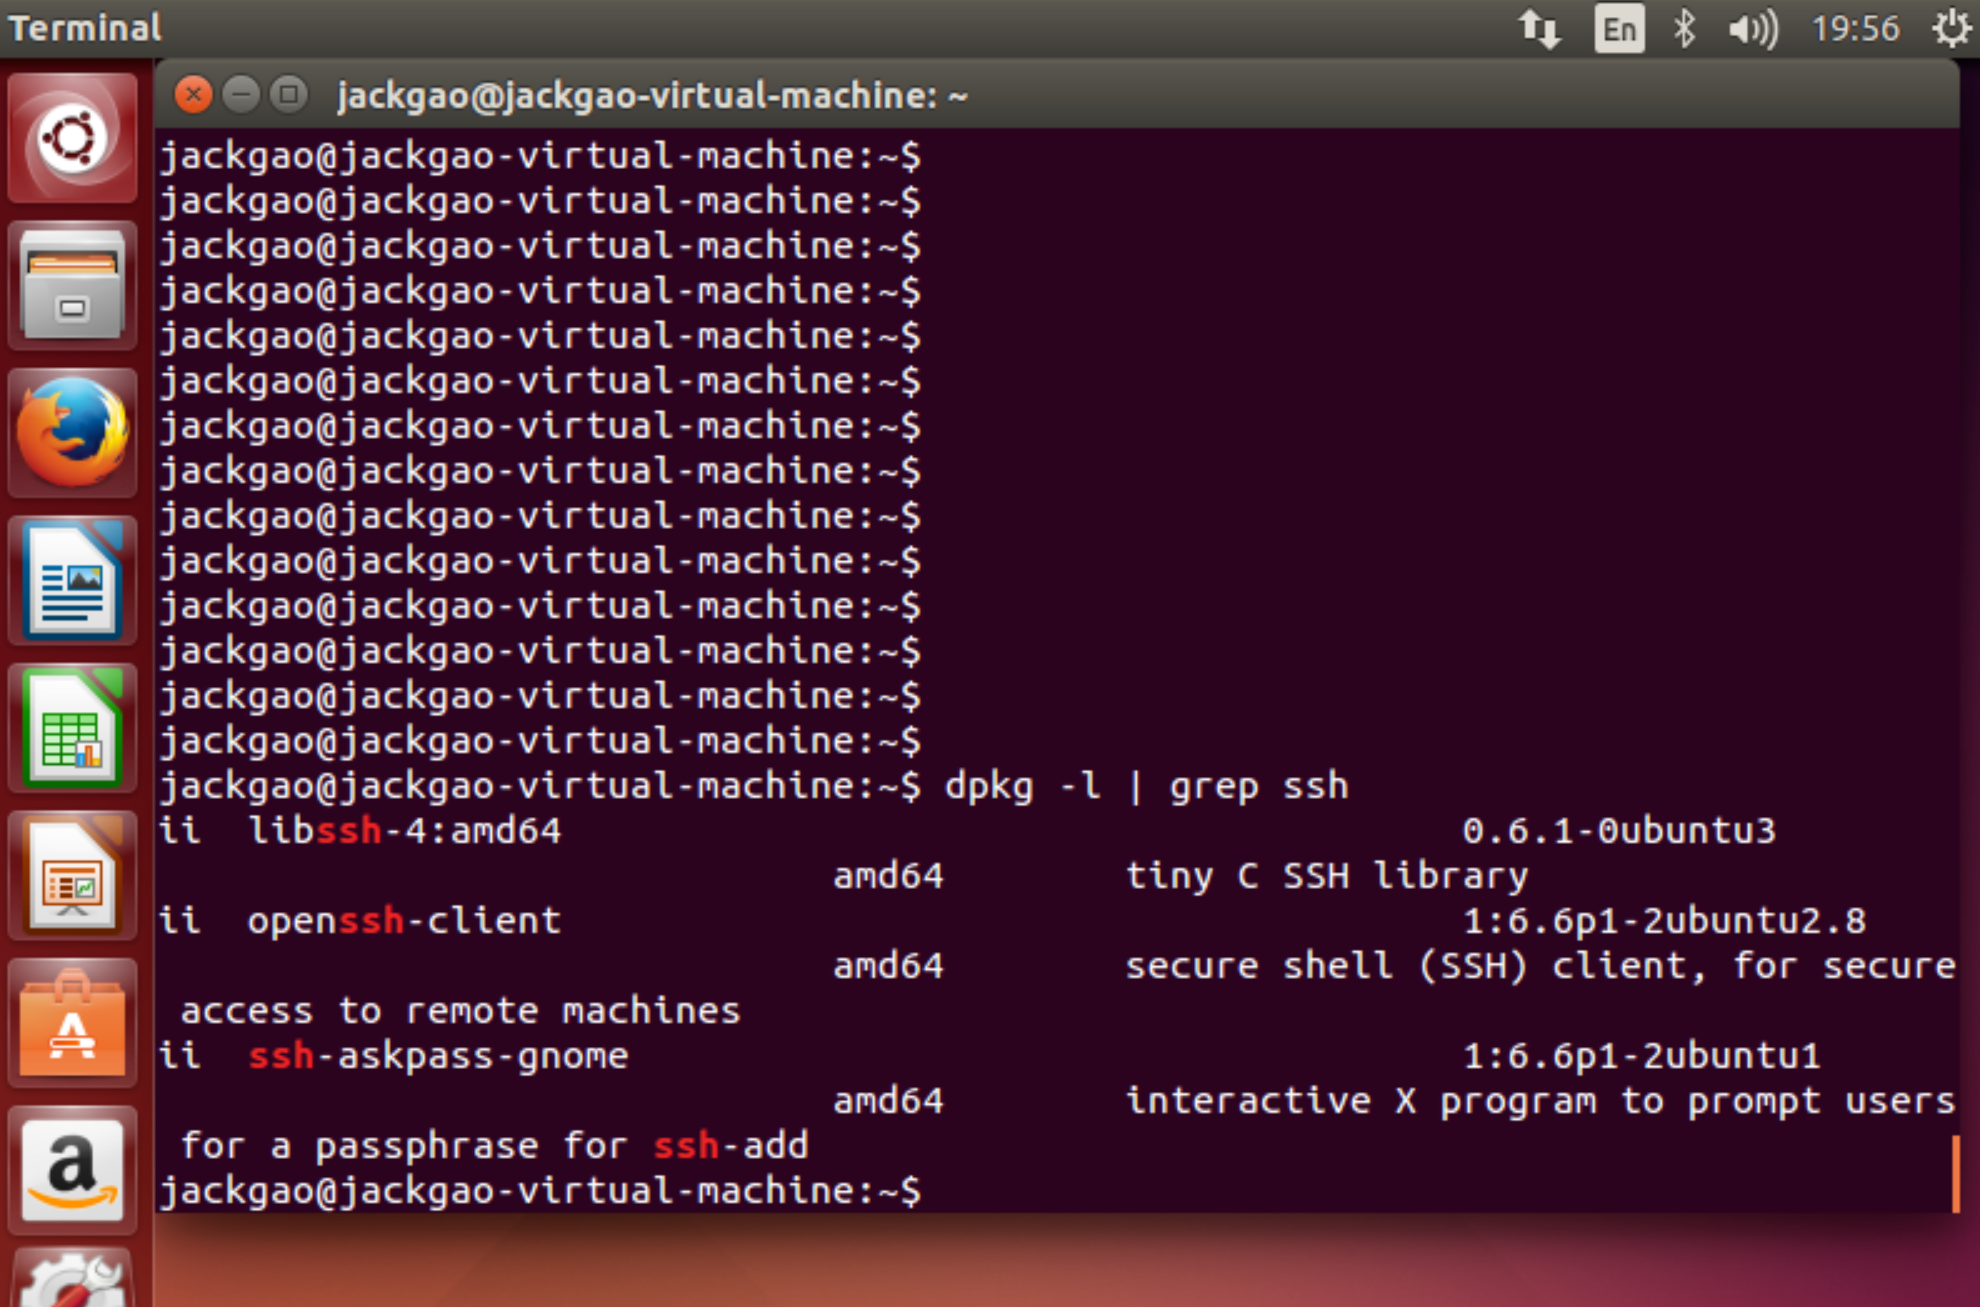 Terminal
En
19:56
jackgao@jackgao-virtual-machine: ~
jackgao@jackgao-virtual-machine:~$
jackgao@jackgao-virtual-machine:~$
jackgao@jackgao-virtual-machine:~$
jackgao@jackgao-virtual-machine:~$
jackgao@jackgao-virtual-machine:~$
jackgao@jackgao-virtual-machine:~$
jackgao@jackgao-virtual-machine:~$
jackgao@jackgao-virtual-machine:~$
jackgao@jackgao-virtual-machine:~$
jackgao@jackgao-virtual-machine:~$
jackgao@jackgao-virtual-machine:~$
jackgao@jackgao-virtual-machine:~$
jackgao@jackgao-virtual-machine:~$
jackgao@jackgao-virtual-machine:~$
jackgao@jackgao-virtual-machine:~$ dpkg -l | grep ssh
ii  libssh-4:amd64                                        0.6.1-0ubuntu3
                              amd64        tiny C SSH library
ii  openssh-client                                        1:6.6p1-2ubuntu2.8
                              amd64        secure shell (SSH) client, for secure
 access to remote machines
ii  ssh-askpass-gnome                                     1:6.6p1-2ubuntu1
                              amd64        interactive X program to prompt users
 for a passphrase for ssh-add
jackgao@jackgao-virtual-machine:~$